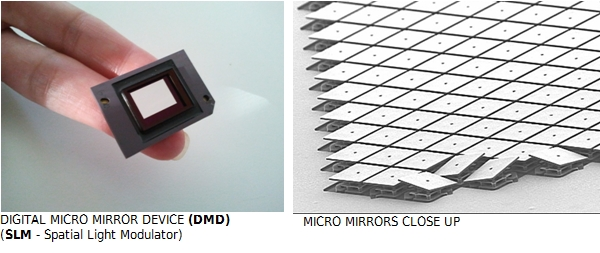 DIGITAL MICRO MIRROR DEVICE (DMD)
(SLM - Spatial Light Modulator)
MICRO MIRRORS CLOSE UP